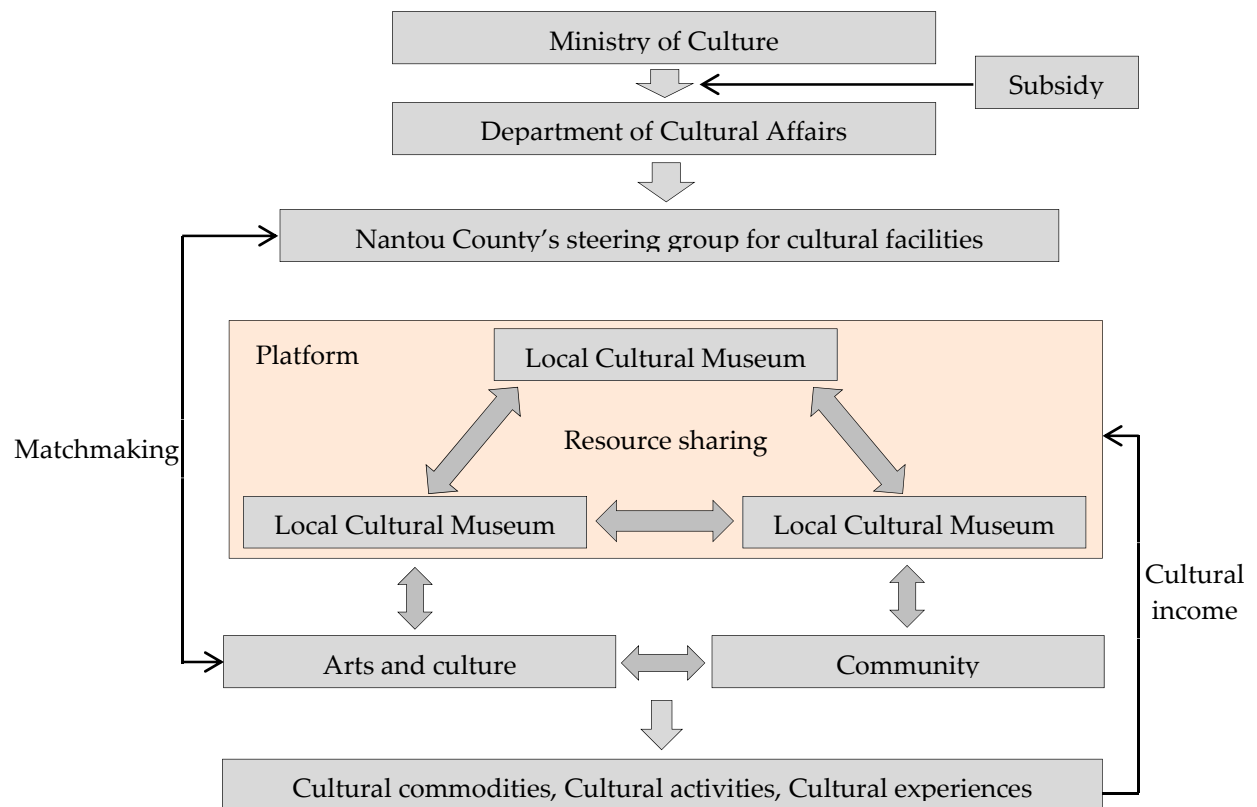 Ministry of Culture
Subsidy
Department of Cultural Affairs
Nantou County's steering group for cultural facilities
Platform
Local Cultural Museum
Matchmaking
Resource sharing
Local Cultural Museum
Local Cultural Museum
Cultural
income
Arts and culture
Community
Cultural commodities, Cultural activities, Cultural experiences